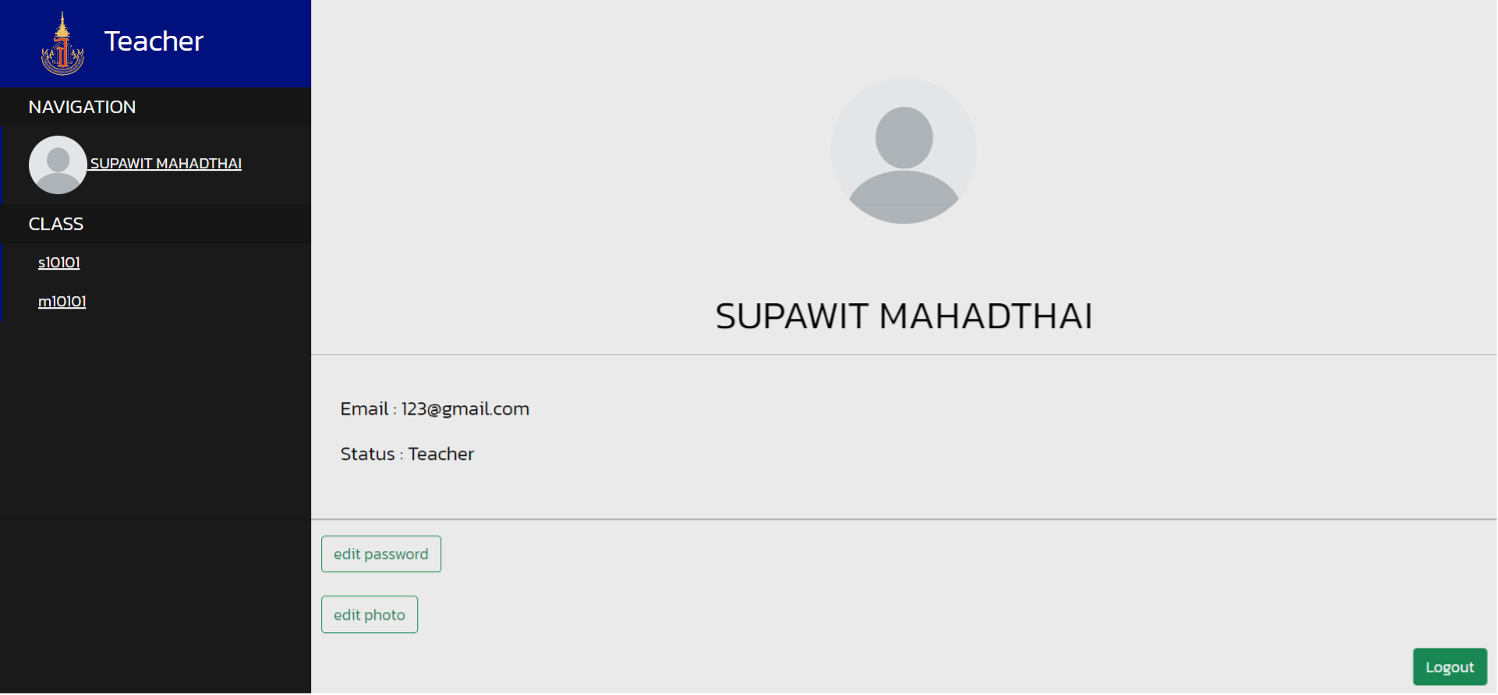 Teacher
NAVIGATION
SUPAWIT MAHADTHAI
CLASS
s10101
m10101
SUPAWIT MAHADTHAI
Email : 123@gmail.com
Status : Teacher
edit password
edit photo
Logout